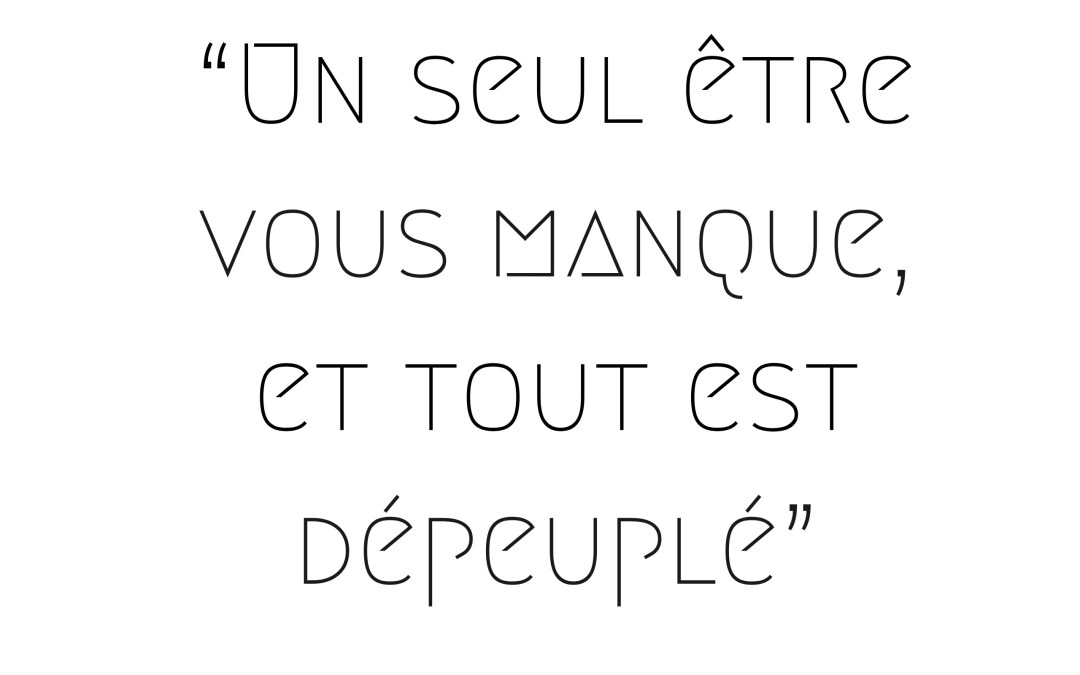 “Un seul être
vous manque,
et tout est
dépeuplé”